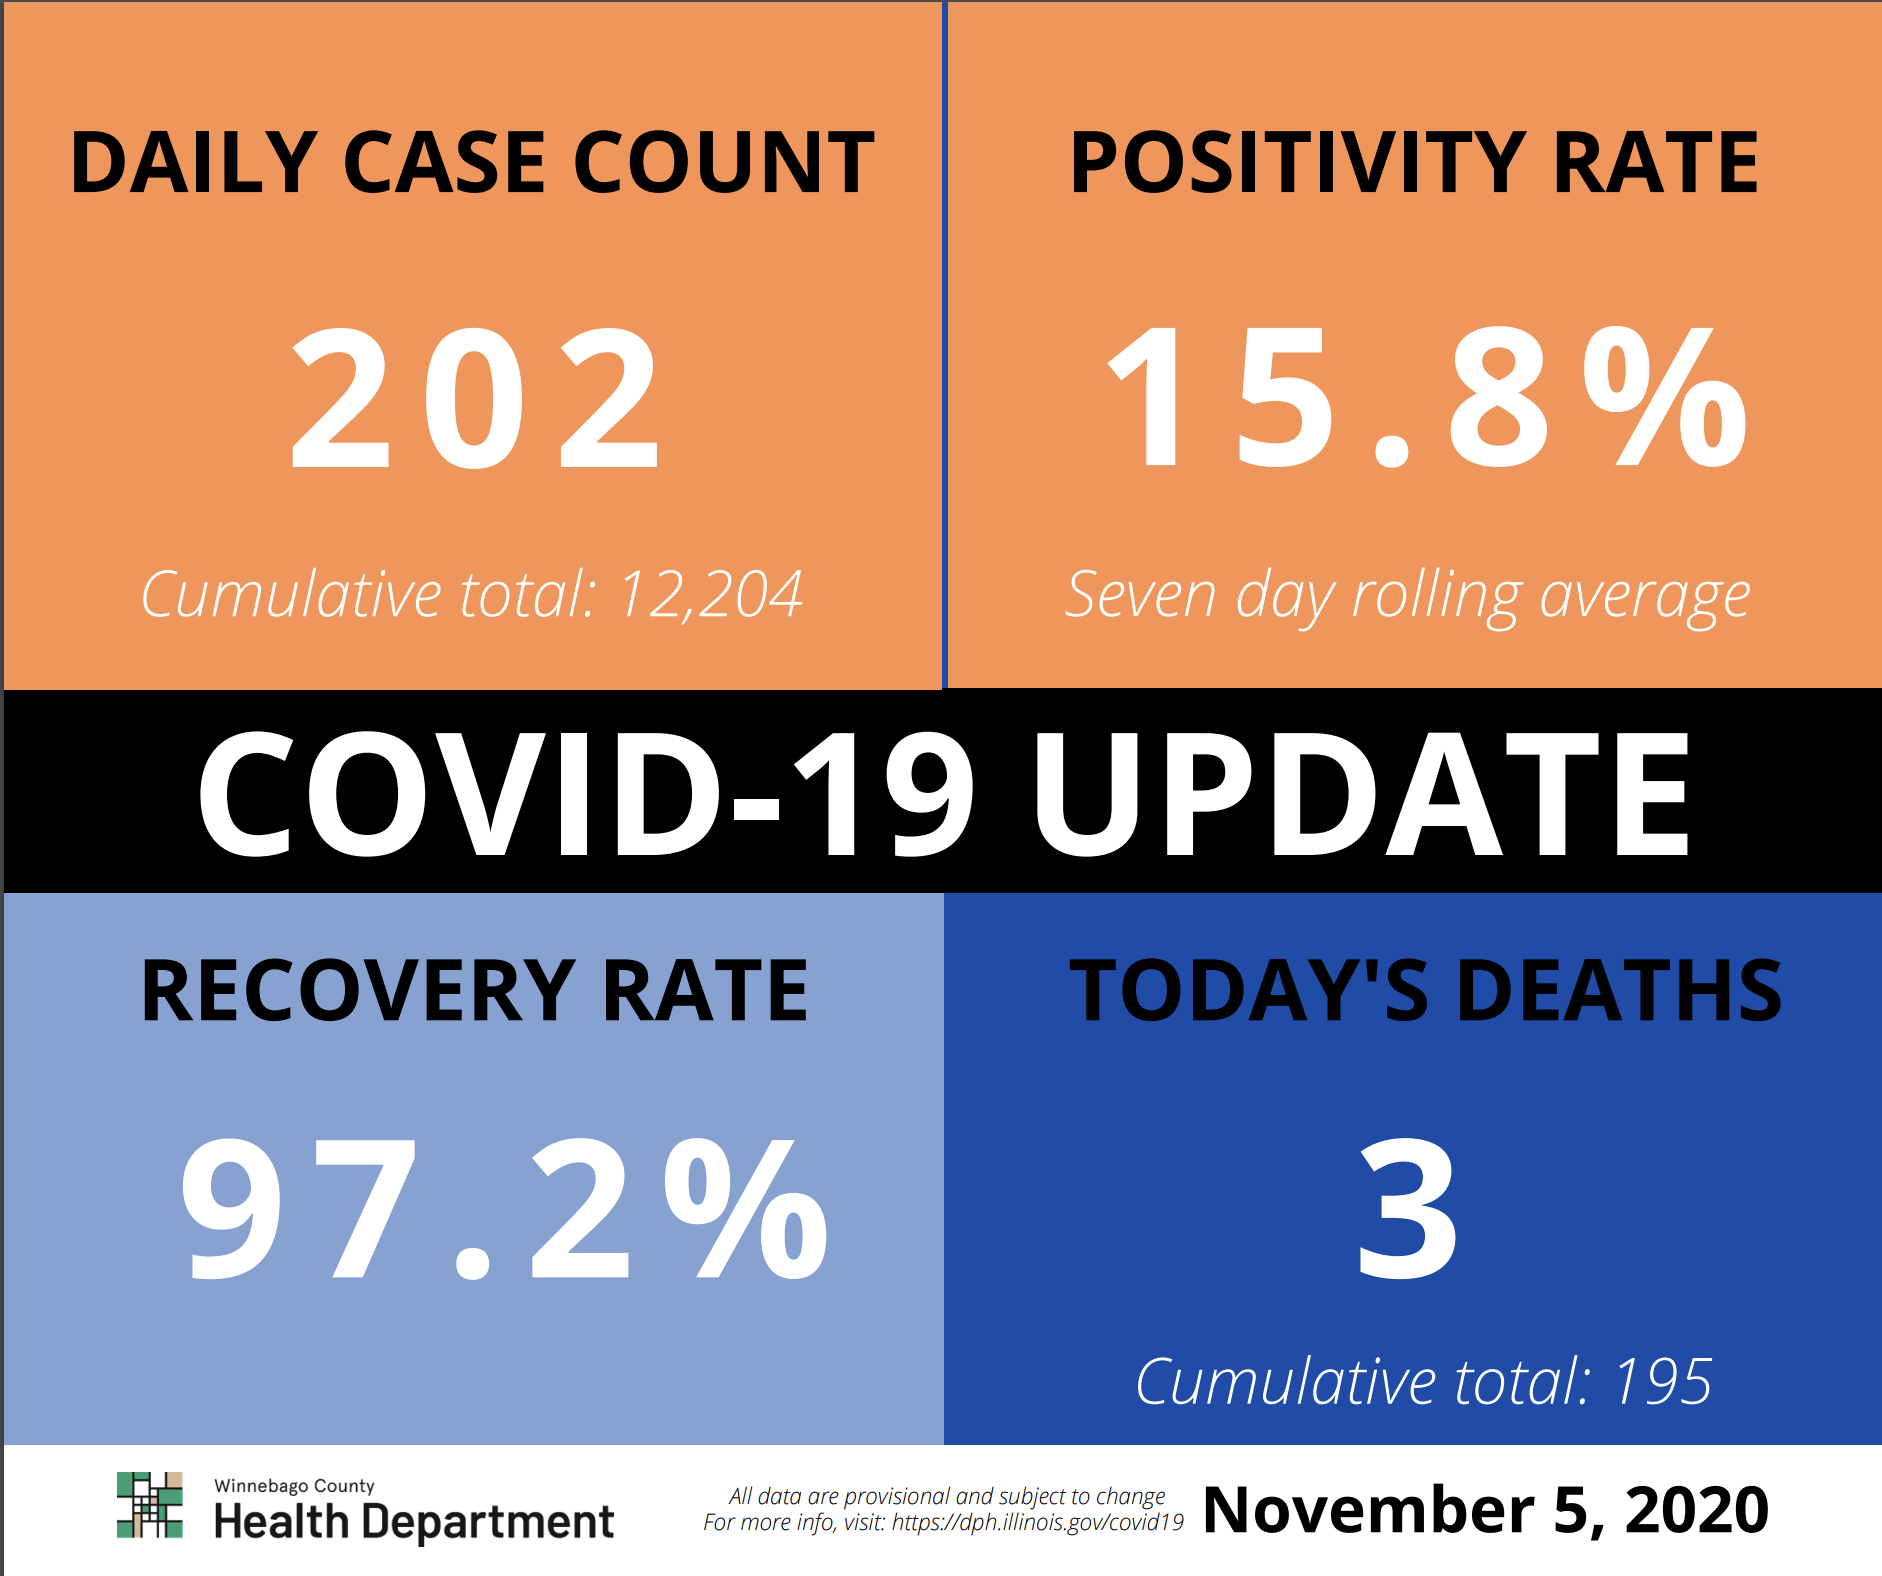 DAILY CASE COUNT
202
Cumulative total: 12,204
POSITIVITY RATE
15.8%
Seven day rolling average
COVID-19 UPDATE
RECOVERY RATE
97.2%
TODAY'S DEATHS
3
Cumulative total: 195
Winnebago County
Health Department
All data are provisional and subject to change
For more info, visit: https://dph.illinois.gov/covid19
November 5, 2020